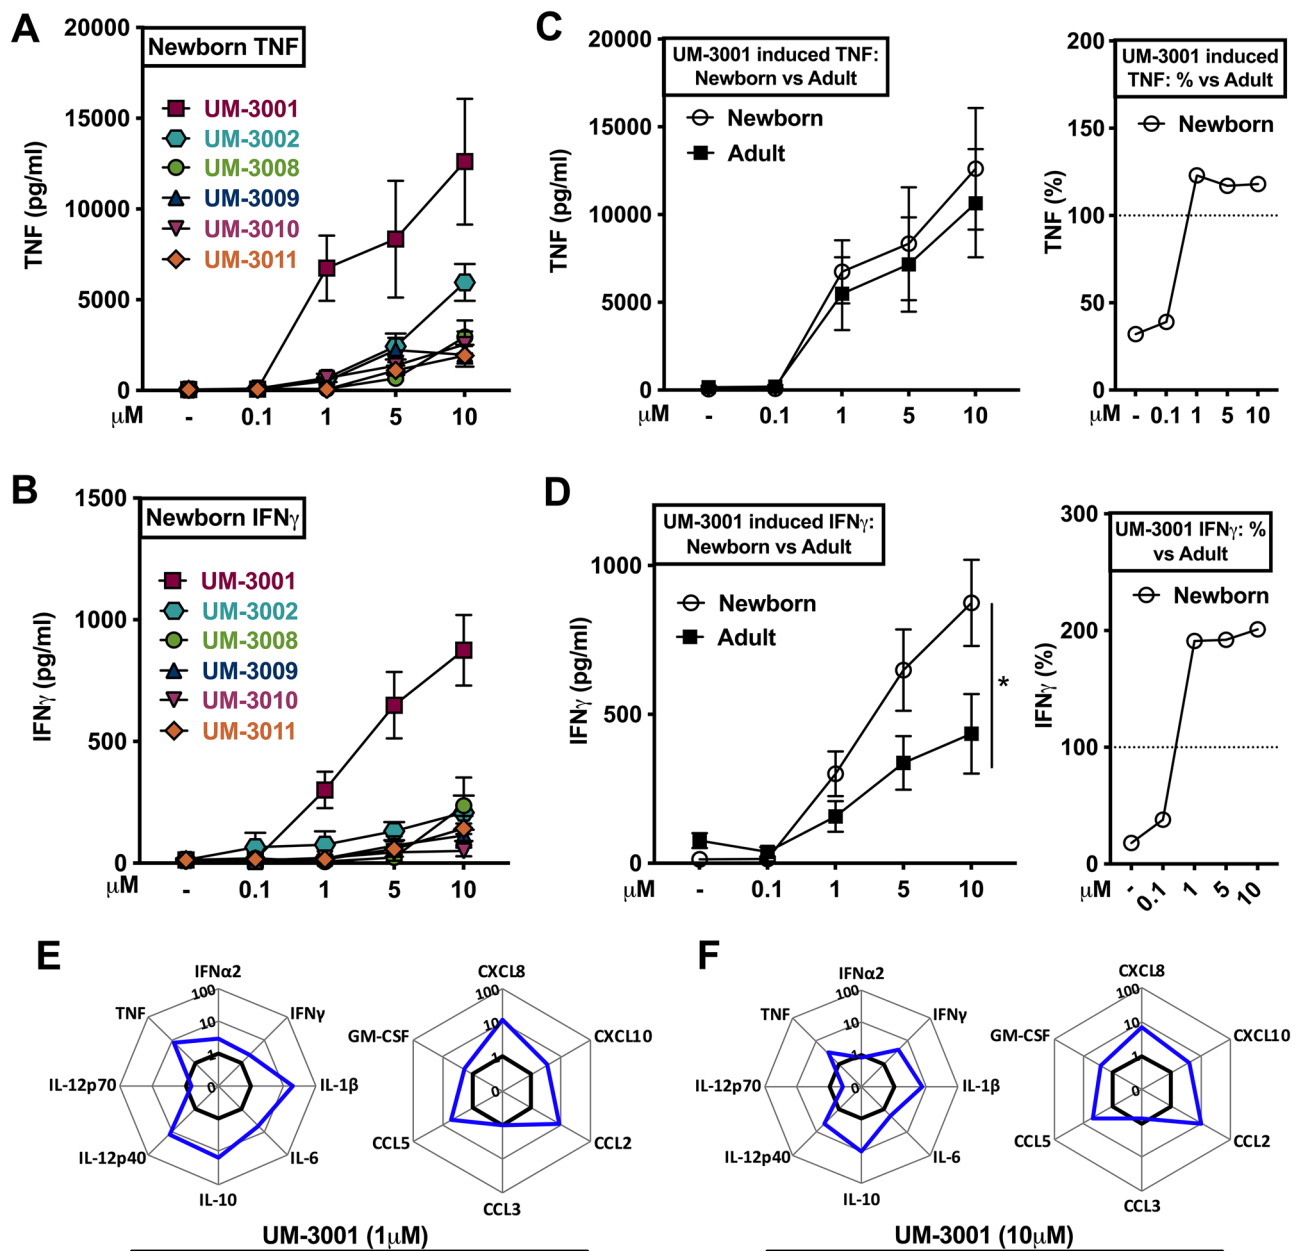 A
20000
15000
10000
5000
0
TNF (pg/ml)
Newborn TNF
UM-3001
UM-3002
UM-3008
UM-3009
UM-3010
UM-3011
μM - 0.1 1 5 10
C
20000
15000
10000
5000
0
TNF (pg/ml)
UM-3001 induced TNF:
Newborn vs Adult
Newborn
Adult
μM - 0.1 1 5 10
200
150
100
50
0
TNF (%)
UM-3001 induced
TNF: % vs Adult
Newborn
μM - 0.1 1 5 10
B
1500
1000
500
0
IFNγ (pg/ml)
Newborn IFNγ
UM-3001
UM-3002
UM-3008
UM-3009
UM-3010
UM-3011
μM - 0.1 1 5 10
D
1000
500
0
IFNγ (pg/ml)
UM-3001 induced IFNγ:
Newborn vs Adult
Newborn
Adult
*
μM - 0.1 1 5 10
300
200
100
0
IFNγ (%)
UM-3001 IFNγ: %
vs Adult
Newborn
μM - 0.1 1 5 10
E
IFNα2
IFNγ
IL-1β
IL-6
IL-10
IL-12p40
IL-12p70
TNF
100
10
1
0
CXCL8
CXCL10
CCL2
CCL3
CCL5
GM-CSF
100
10
1
0
UM-3001 (1μM)
F
IFNα2
IFNγ
IL-1β
IL-6
IL-10
IL-12p40
IL-12p70
TNF
100
10
1
0
CXCL8
CXCL10
CCL2
CCL3
CCL5
GM-CSF
100
10
1
0
UM-3001 (10μM)